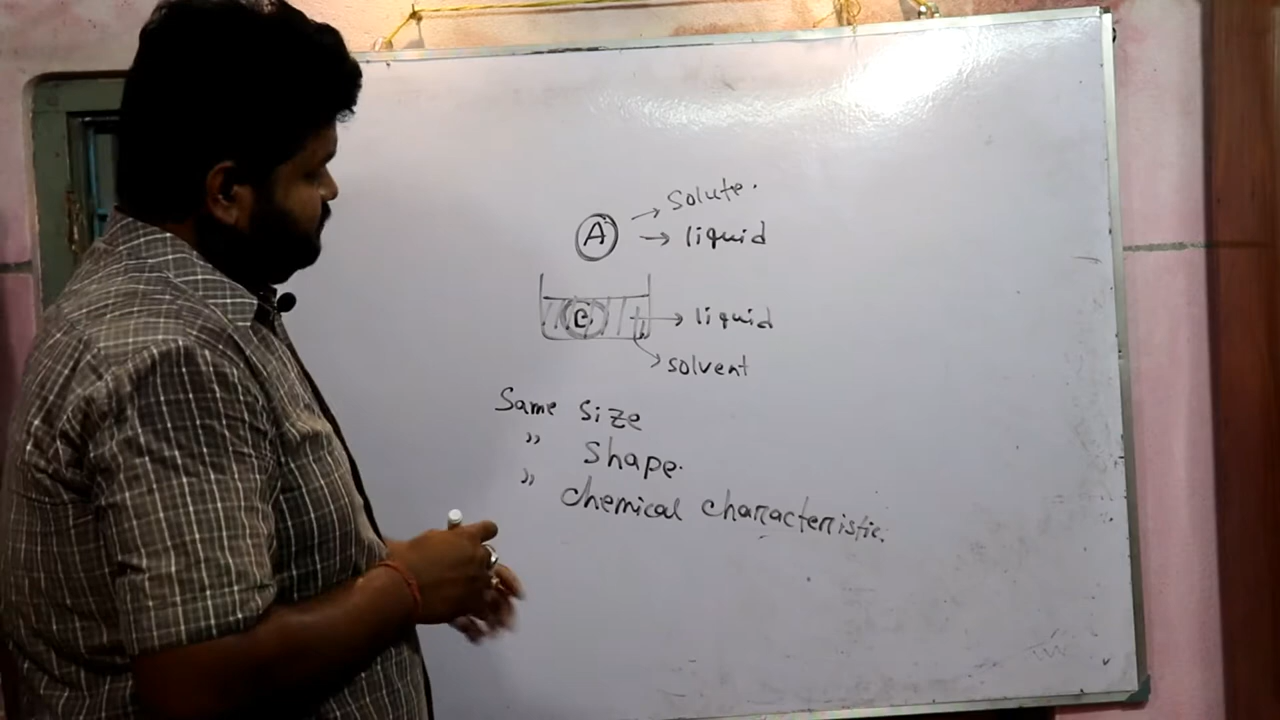 → solute.
A → liquid
B → liquid
→ solvent
Same size
” shape.
” chemical characteristic.